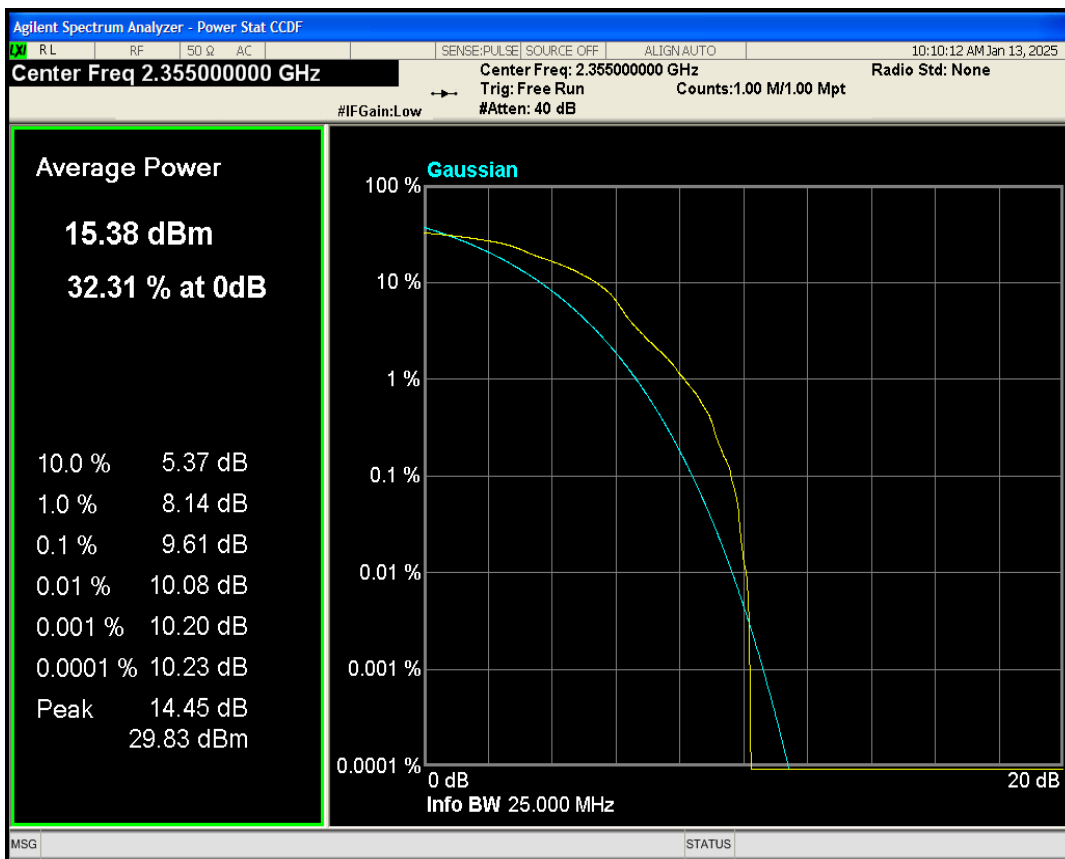 Agilent Spectrum Analyzer - Power Stat CCDF
LXI RL RF 50 Ω AC SENSE:PULSE SOURCE OFF ALIGN AUTO 10:10:12 AM Jan 13, 2025
Center Freq 2.355000000 GHz
Center Freq: 2.355000000 GHz Radio Std: None
Trig: Free Run Counts:1.00 M/1.00 Mpt
#IFGain:Low #Atten: 40 dB
Average Power
15.38 dBm
32.31 % at 0dB
10.0 % 5.37 dB
1.0 % 8.14 dB
0.1 % 9.61 dB
0.01 % 10.08 dB
0.001 % 10.20 dB
0.0001 % 10.23 dB
Peak 14.45 dB
29.83 dBm
Gaussian
100 %
10 %
1 %
0.1 %
0.01 %
0.001 %
0.0001 %
0 dB 20 dB
Info BW 25.000 MHz
MSG STATUS